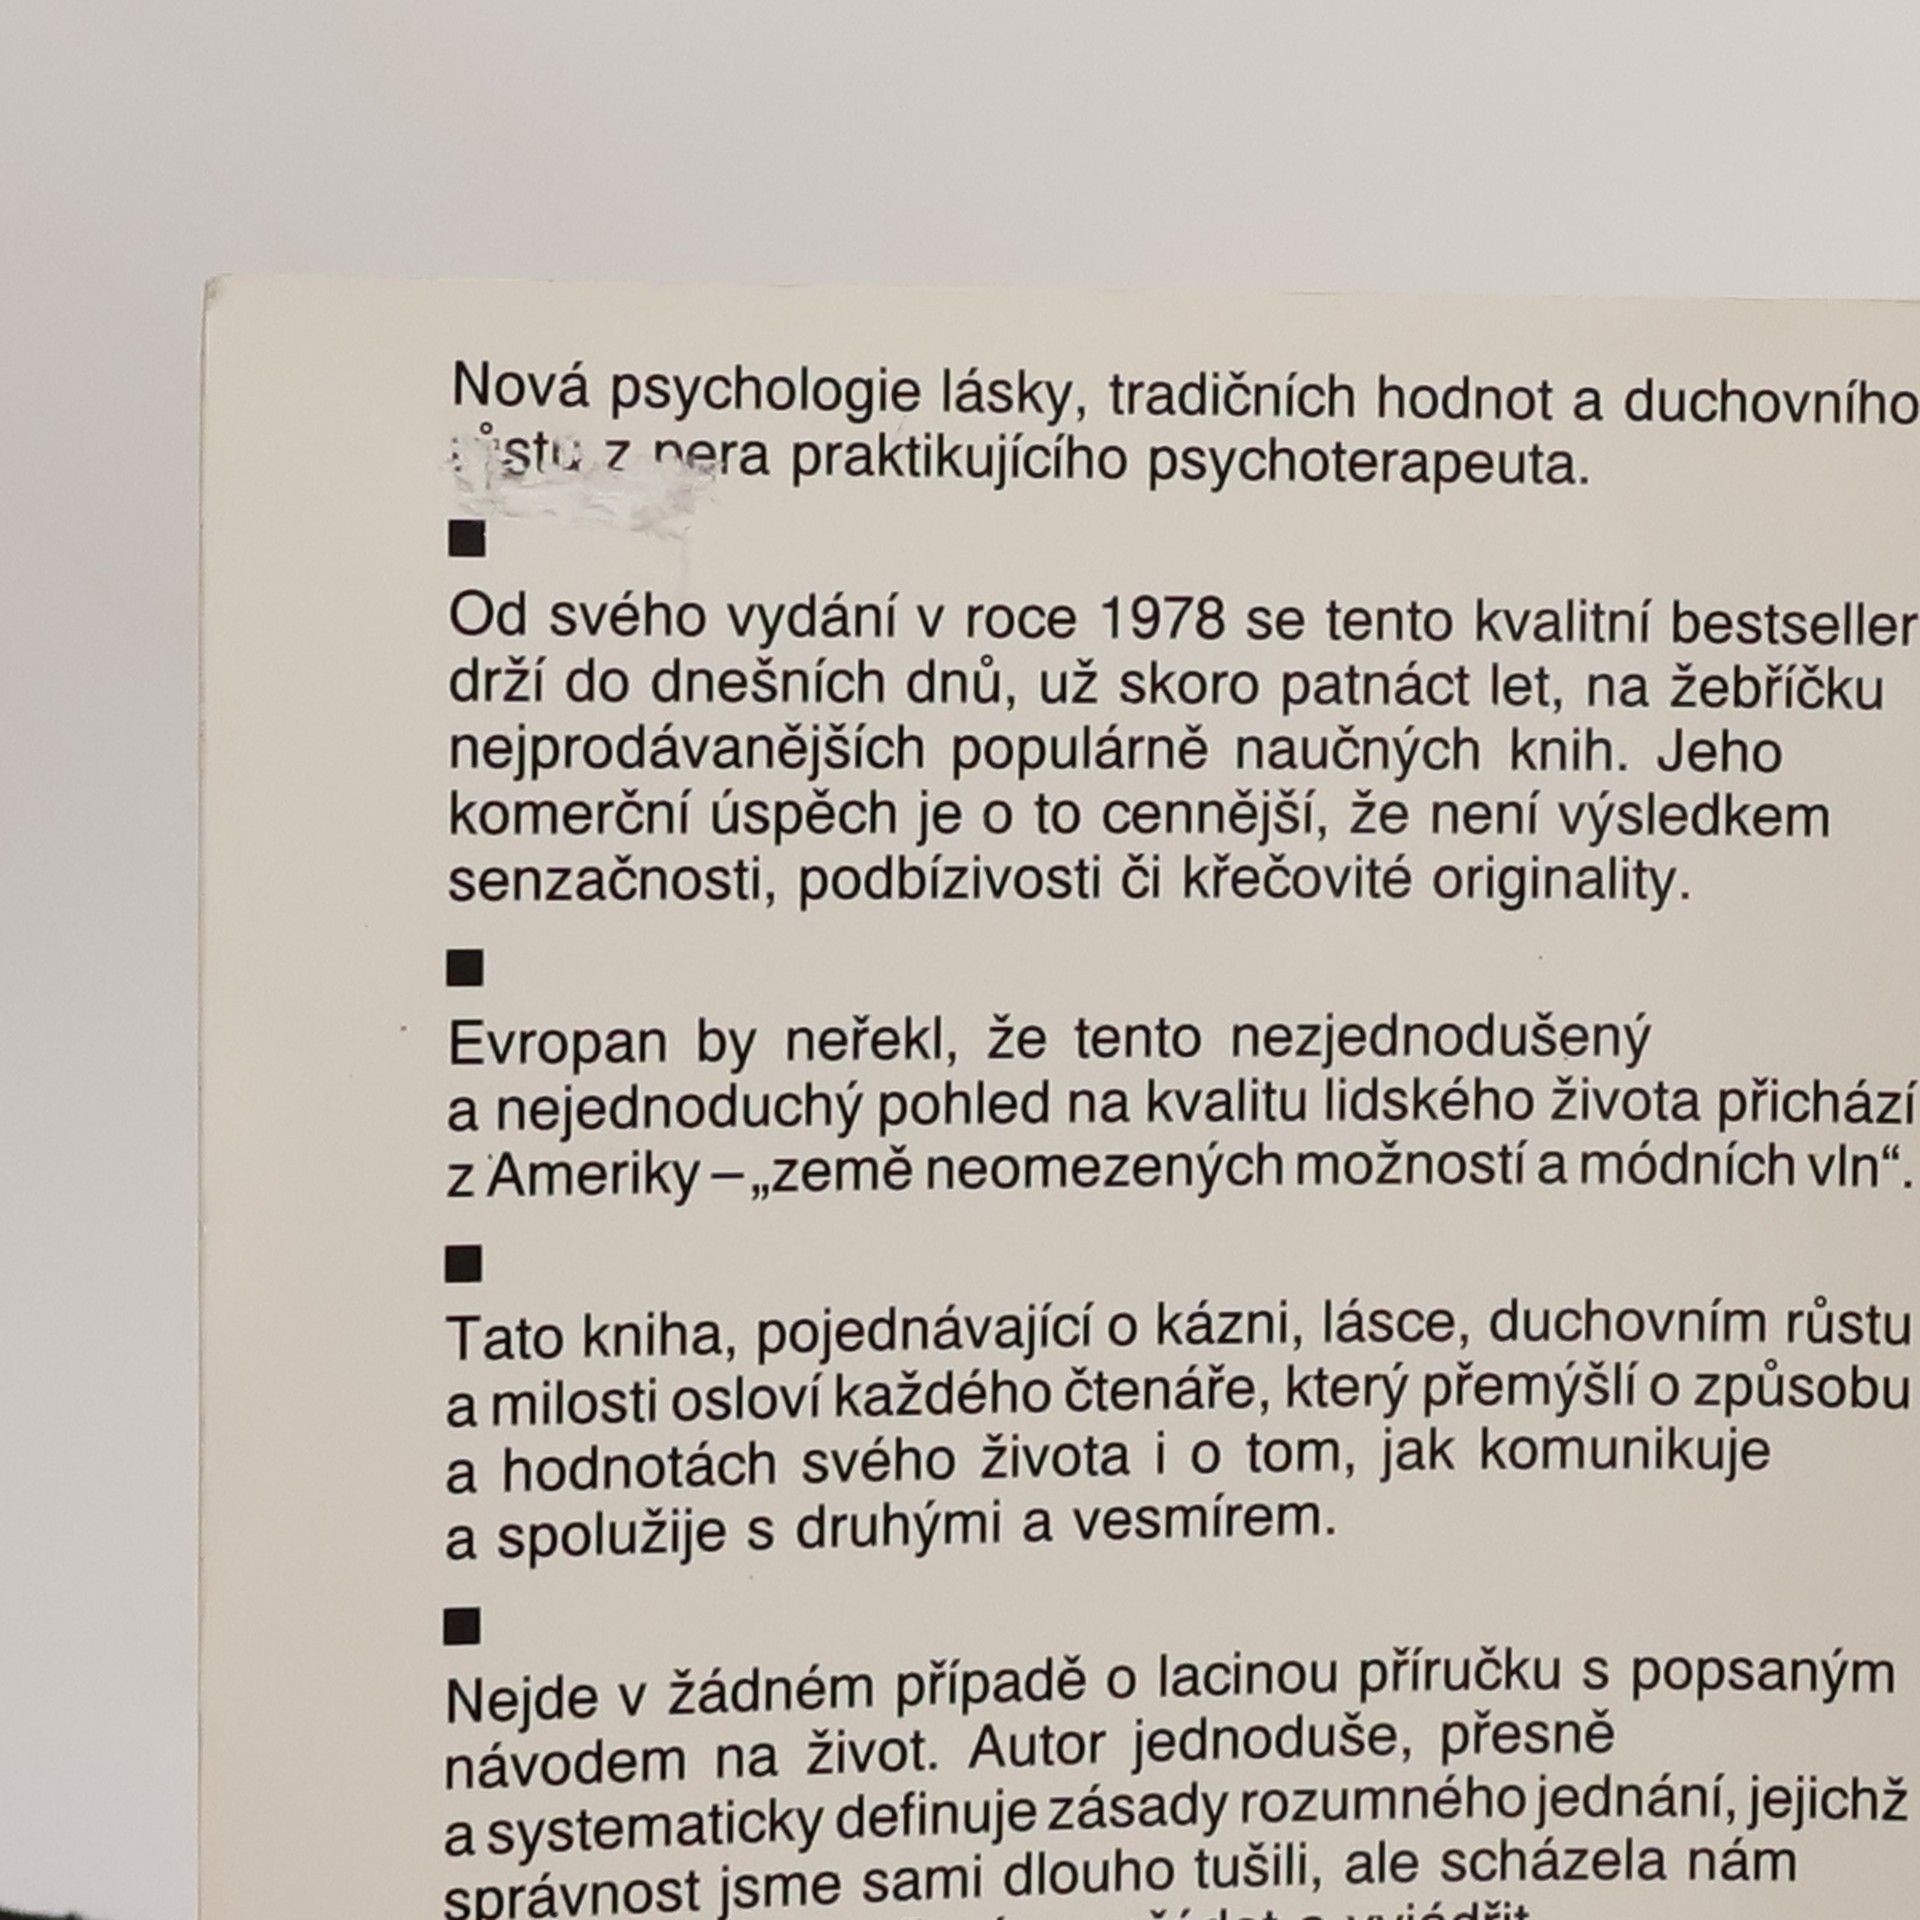 Nová psychologie lásky, tradičních hodnot a duchovního
růstu z pera praktikujícího psychoterapeuta.
Od svého vydání v roce 1978 se tento kvalitní bestseller
drží do dnešních dnů, už skoro patnáct let, na žebříčku
nejprodávanějších populárně naučných knih. Jeho
komerční úspěch je o to cennější, že není výsledkem
senzačnosti, podbízivosti či křečovité originality.
Evropan by neřekl, že tento nezjednodušený
a nejednoduchý pohled na kvalitu lidského života přichází
z Ameriky – „země neomezených možností a módních vln“.
Tato kniha, pojednávající o kázni, lásce, duchovním růstu
a milosti osloví každého čtenáře, který přemýšlí o způsobu
a hodnotách svého života i o tom, jak komunikuje
a spolužije s druhými a vesmírem.
Nejde v žádném případě o lacinou příručku s popsaným
návodem na život. Autor jednoduše, přesně
a systematicky definuje zásady rozumného jednání, jejichž
správnost jsme sami dlouho tušili, ale scházela nám